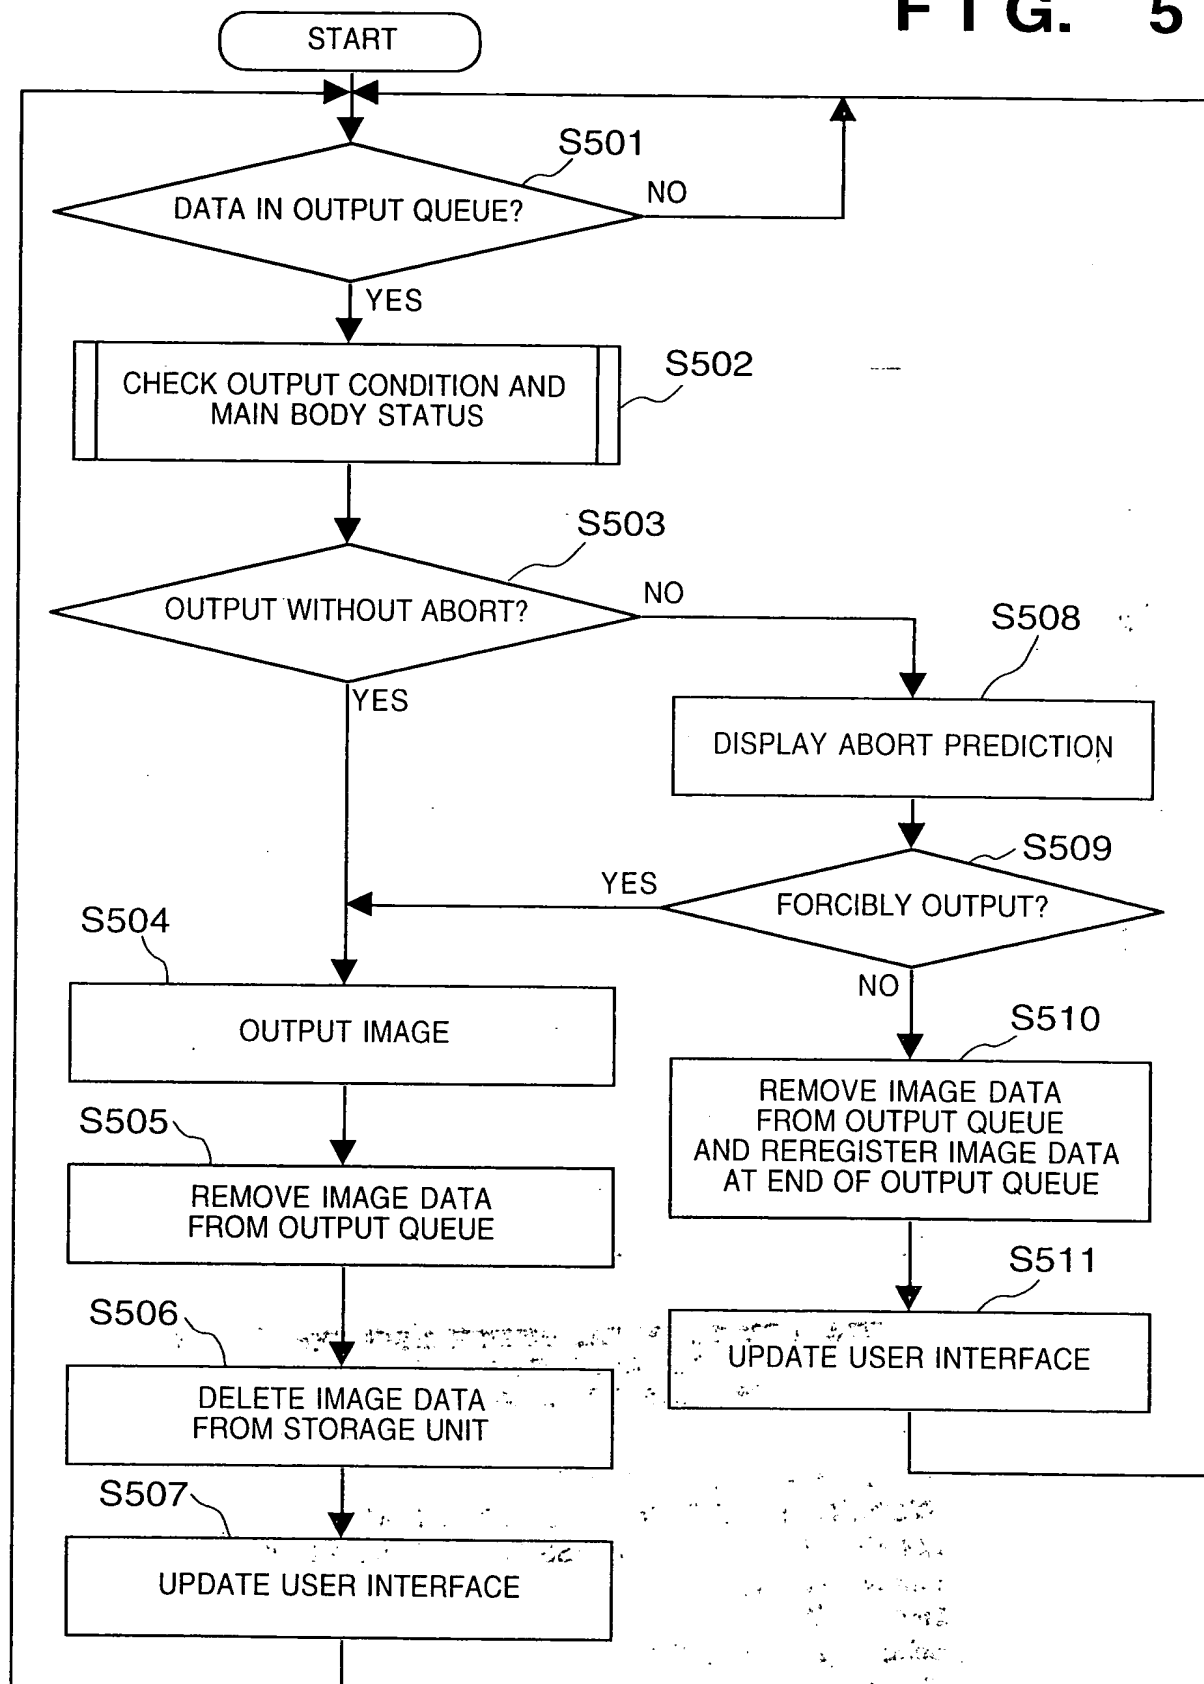 FIG. 5
START
S501
DATA IN OUTPUT QUEUE?
NO
YES
S502
CHECK OUTPUT CONDITION AND
MAIN BODY STATUS
S503
OUTPUT WITHOUT ABORT?
NO
YES
S508
DISPLAY ABORT PREDICTION
S509
FORCIBLY OUTPUT?
YES
NO
S504
OUTPUT IMAGE
S510
REMOVE IMAGE DATA
FROM OUTPUT QUEUE
AND REREGISTER IMAGE DATA
AT END OF OUTPUT QUEUE
S505
REMOVE IMAGE DATA
FROM OUTPUT QUEUE
S511
UPDATE USER INTERFACE
S506
DELETE IMAGE DATA
FROM STORAGE UNIT
S507
UPDATE USER INTERFACE